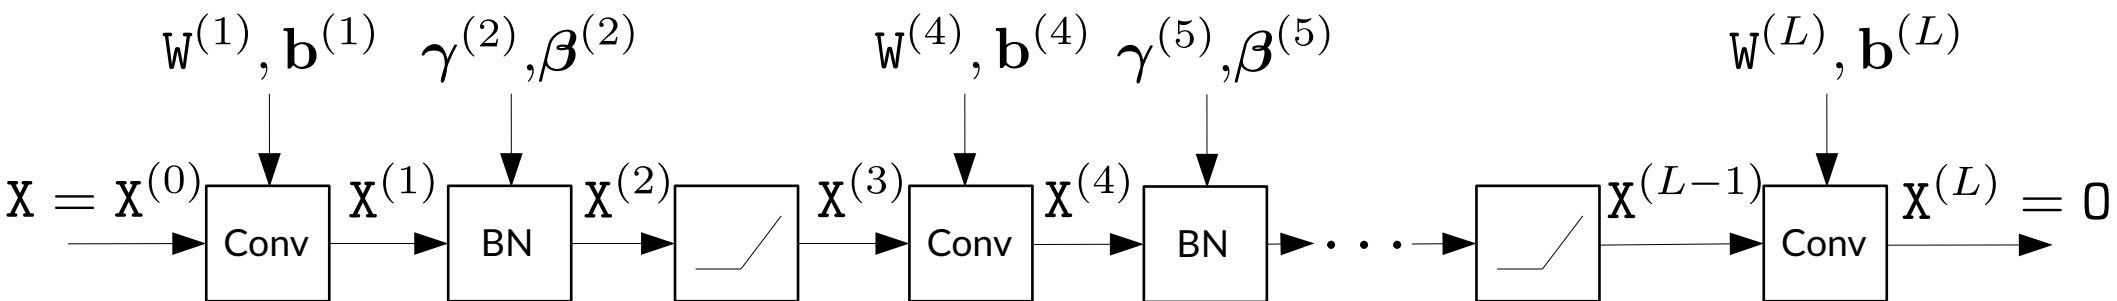 W^(1), b^(1) γ^(2),β^(2) W^(4), b^(4) γ^(5),β^(5) W^(L), b^(L)
X = X^(0) X^(1) X^(2) X^(3) X^(4) X^(L−1) X^(L) = O
Conv BN Conv BN · · · Conv